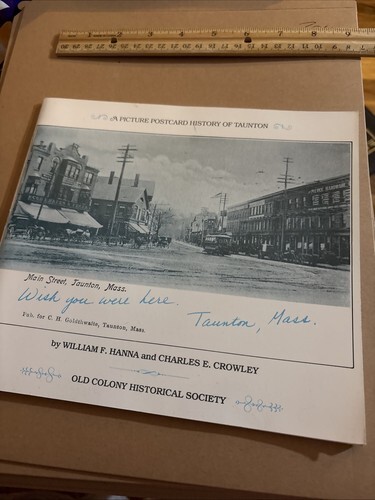 A PICTURE POSTCARD HISTORY OF TAUNTON
Main Street, Taunton, Mass.
Wish you were here.
Pub. for C. H. Goldthwaite, Taunton, Mass.
Taunton, Mass.
by WILLIAM F. HANNA and CHARLES E. CROWLEY
OLD COLONY HISTORICAL SOCIETY